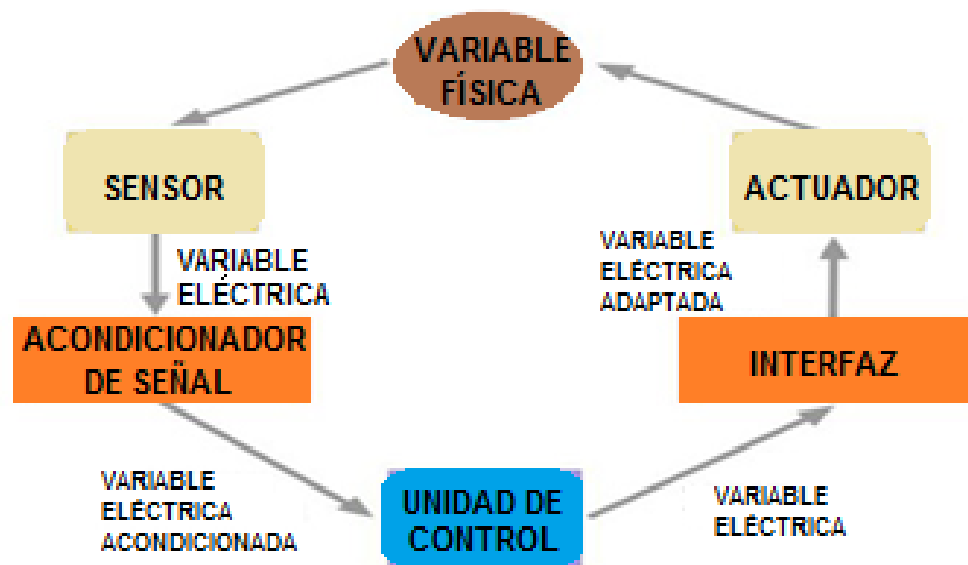 VARIABLE
FÍSICA
SENSOR
ACTUADOR
VARIABLE
ELÉCTRICA
VARIABLE
ELÉCTRICA
ADAPTADA
ACONDICIONADOR
DE SEÑAL
INTERFAZ
VARIABLE
ELÉCTRICA
ACONDICIONADA
UNIDAD DE
CONTROL
VARIABLE
ELÉCTRICA